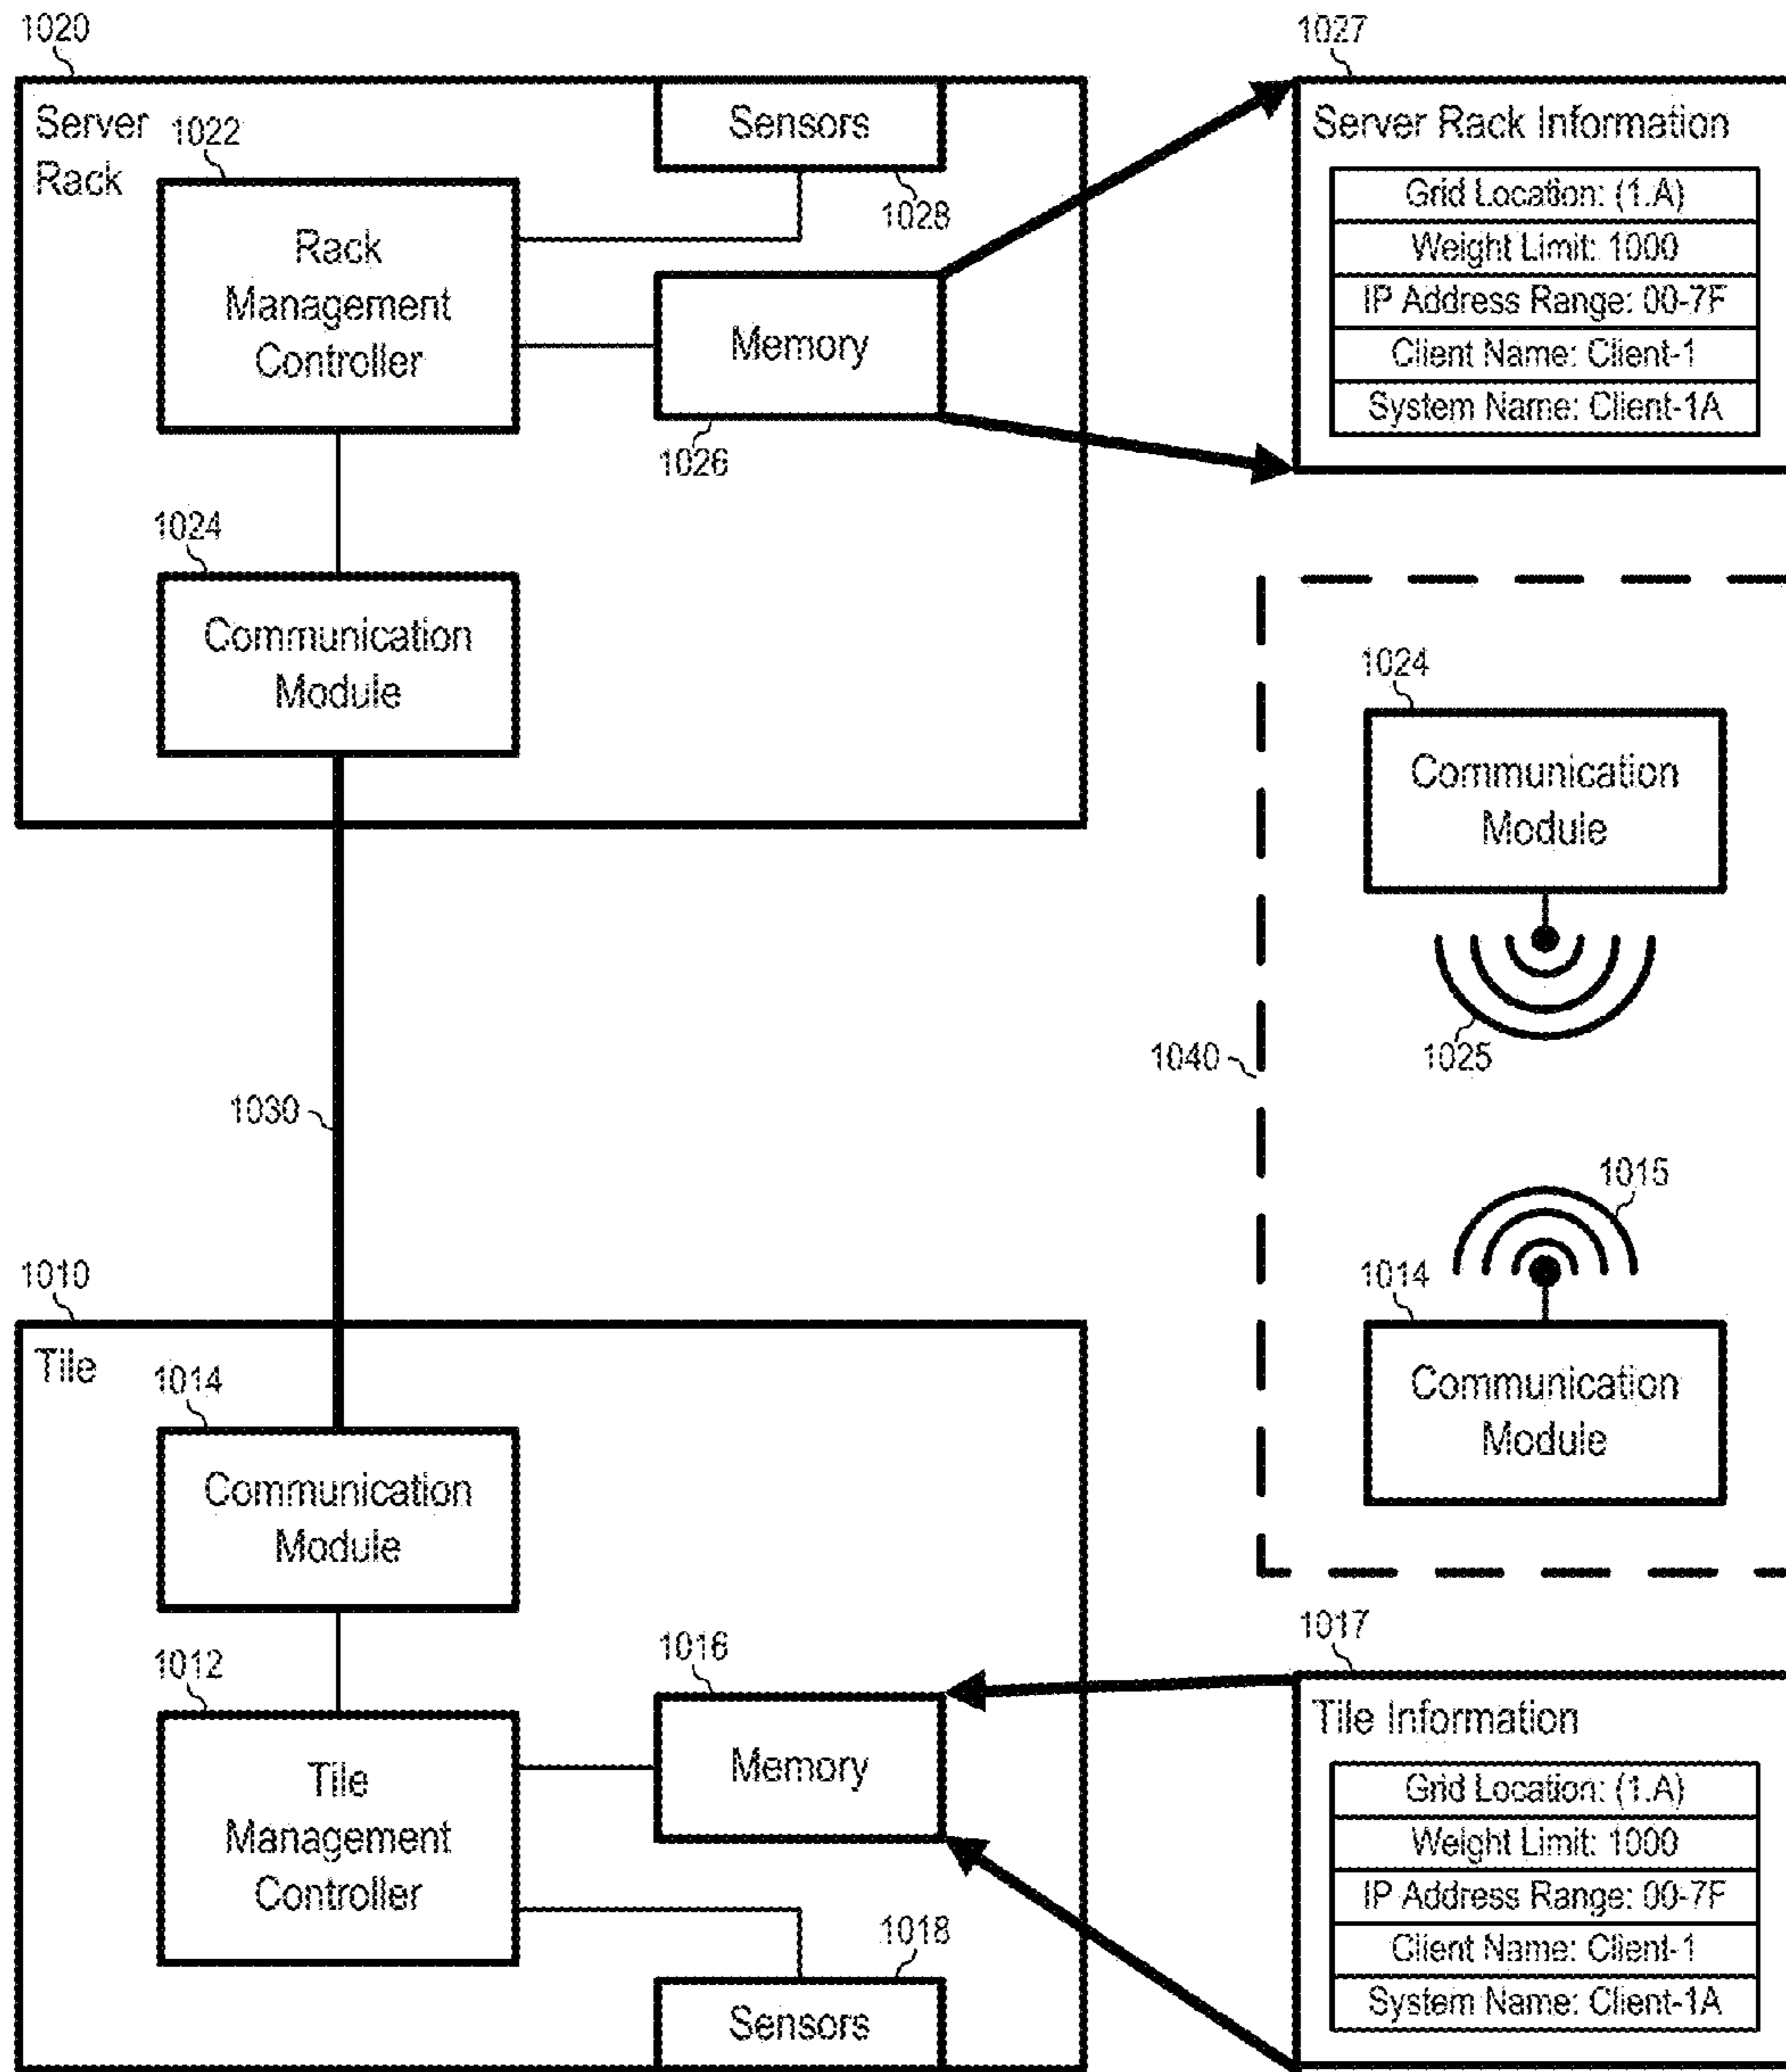 1020
Server
Rack
1022
Sensors
1028
Rack
Management
Controller
Memory
1026
1024
Communication
Module
1027
Server Rack Information
Grid Location: (1.A)
Weight Limit: 1000
IP Address Range: 00-7F
Client Name: Client-1
System Name: Client-1A
1030
1040
1024
Communication
Module
1025
1015
1014
Communication
Module
1010
Tile
1014
Communication
Module
1012
Tile
Management
Controller
1016
Memory
1018
Sensors
1017
Tile Information
Grid Location: (1.A)
Weight Limit: 1000
IP Address Range: 00-7F
Client Name: Client-1
System Name: Client-1A